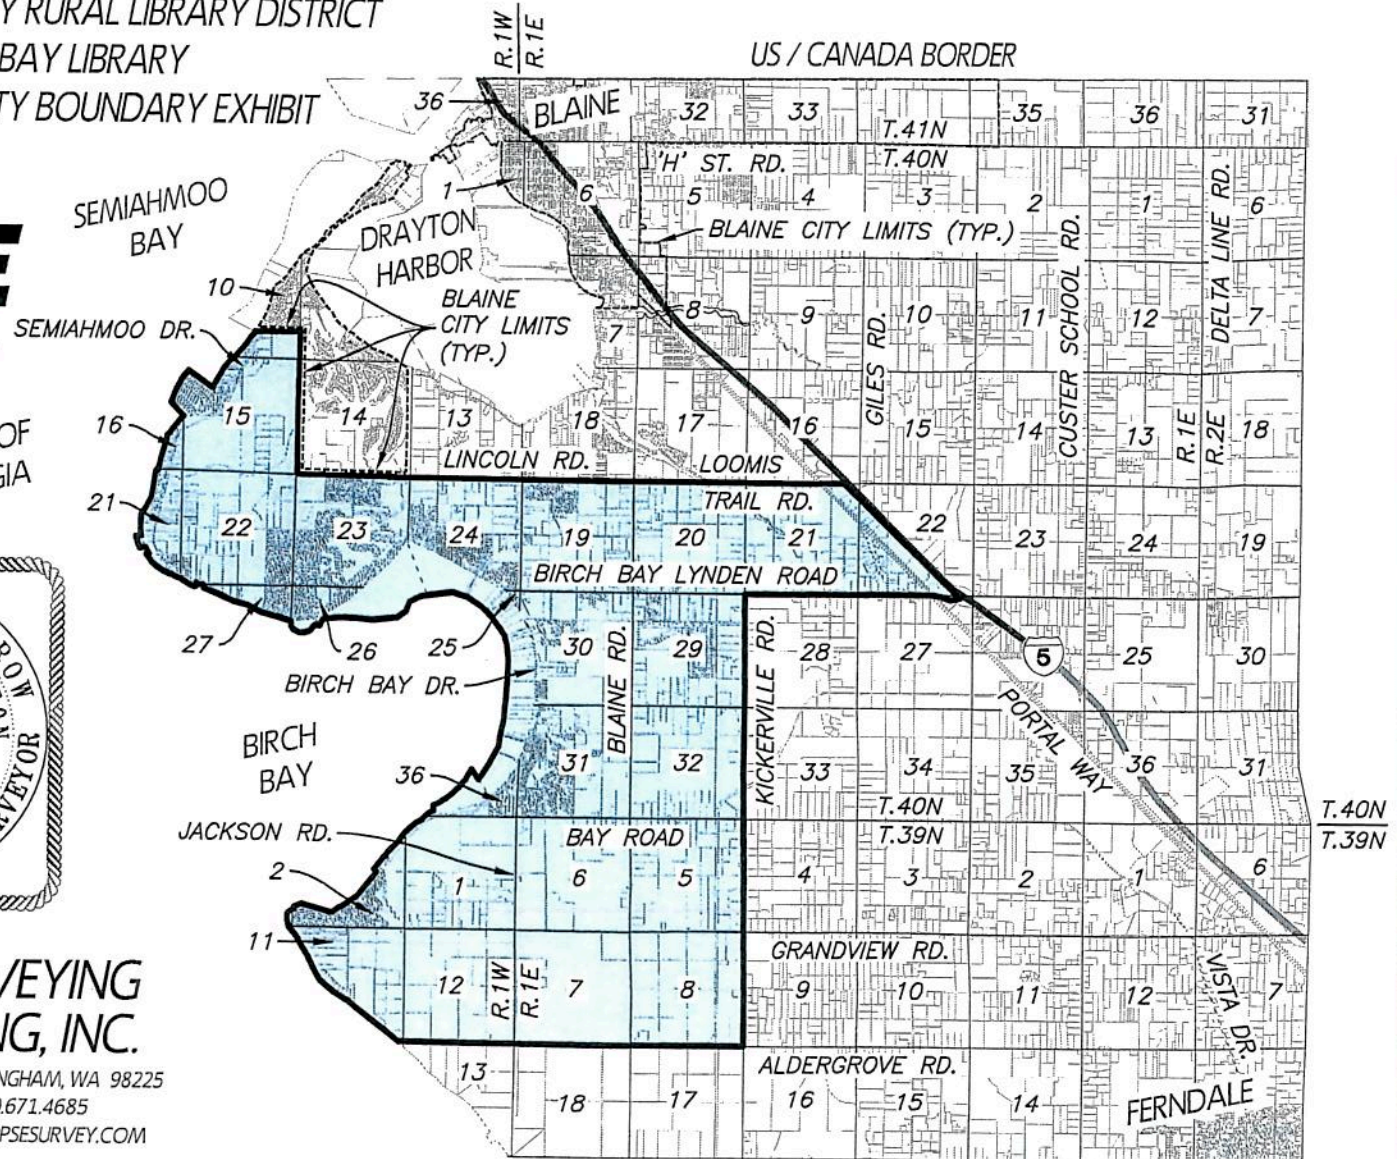 Y RURAL LIBRARY DISTRICT
BAY LIBRARY
TY BOUNDARY EXHIBIT
R.1W
R.1E
US / CANADA BORDER
36
BLAINE
32
33
T.41N
35
36
31
T.40N
'H' ST. RD.
1
6
5
4
3
2
1
DELTA LINE RD.
6
SEMIAHMOO
BAY
DRAYTON
HARBOR
BLAINE CITY LIMITS (TYP.)
CUSTER SCHOOL RD.
E
10
BLAINE
CITY LIMITS
(TYP.)
SEMIAHMOO DR.
7
8
9
GILES RD.
10
11
12
7
16
15
14
13
18
17
16
15
14
13
R.1E
R.2E
18
OF
GIA
LINCOLN RD.
LOOMIS
TRAIL RD.
21
22
23
24
19
20
21
22
23
24
19
BIRCH BAY LYNDEN ROAD
27
26
25
30
BLAINE RD.
29
KICKERVILLE RD.
28
27
5
25
30
BIRCH BAY DR.
PORTAL WAY
ROW
ON
RVEYOR
BIRCH
BAY
36
31
32
33
34
35
36
31
T.40N
T.39N
T.40N
T.39N
JACKSON RD.
BAY ROAD
2
1
6
5
4
3
2
1
6
11
GRANDVIEW RD.
VISTA DR.
12
R.1W
R.1E
7
8
9
10
11
12
7
VEYING
NG, INC.
ALDERGROVE RD.
NGHAM, WA 98225
.671.4685
PSESURVEY.COM
13
18
17
16
15
14
FERNDALE